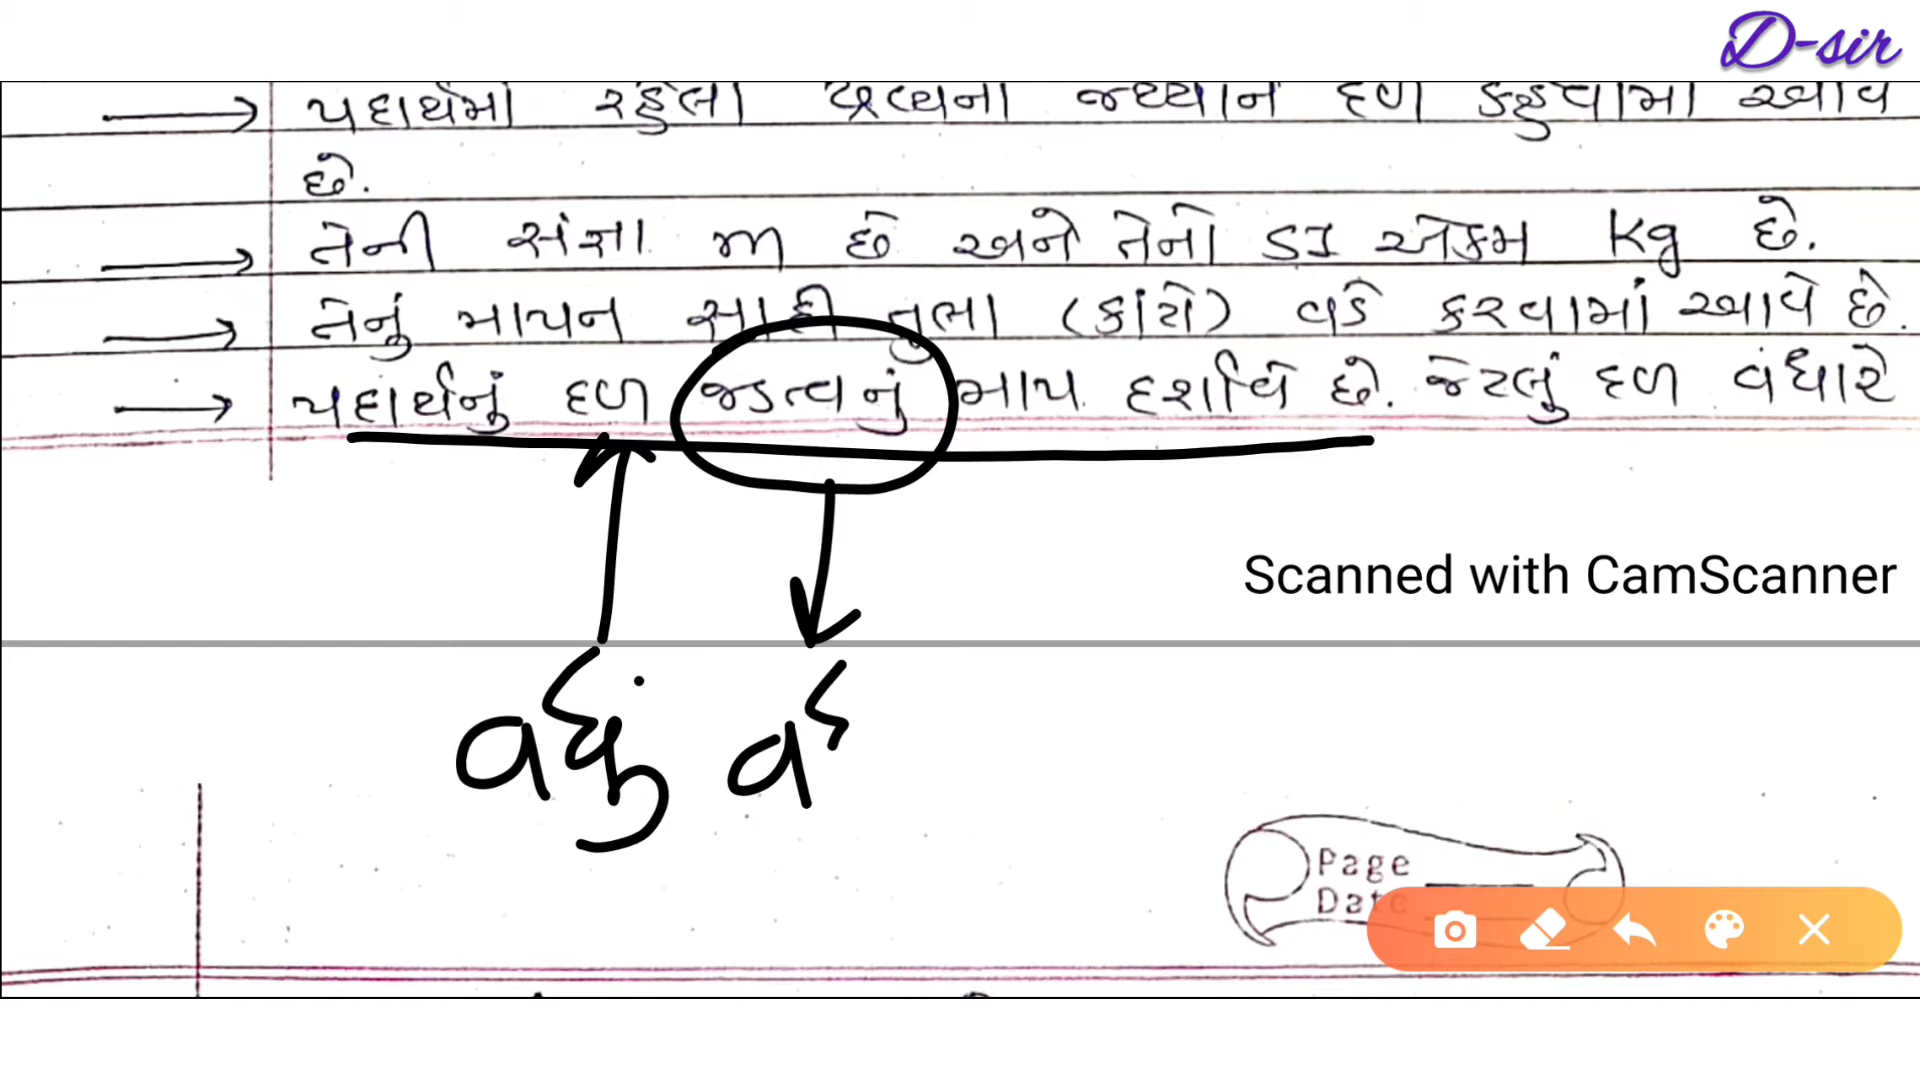 D-sir
પદાર્થમાં રહેલા દ્રવ્યના જથ્થાને દળ કહેવામાં આવે
છે.
તેની સંજ્ઞા m છે અને તેનો SI એકમ kg છે.
તેનું માપન સાદી તુલા (કાંટો) વડે કરવામાં આવે છે.
પદાર્થનું દળ જડત્વનું માપ દર્શાવે છે. જેટલું દળ વધારે
Scanned with CamScanner
વધુ
Page
Date